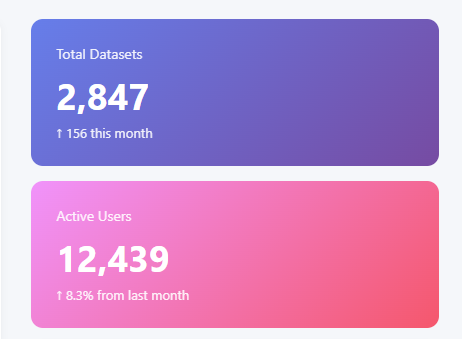 Total Datasets
2,847
↑ 156 this month
Active Users
12,439
↑ 8.3% from last month